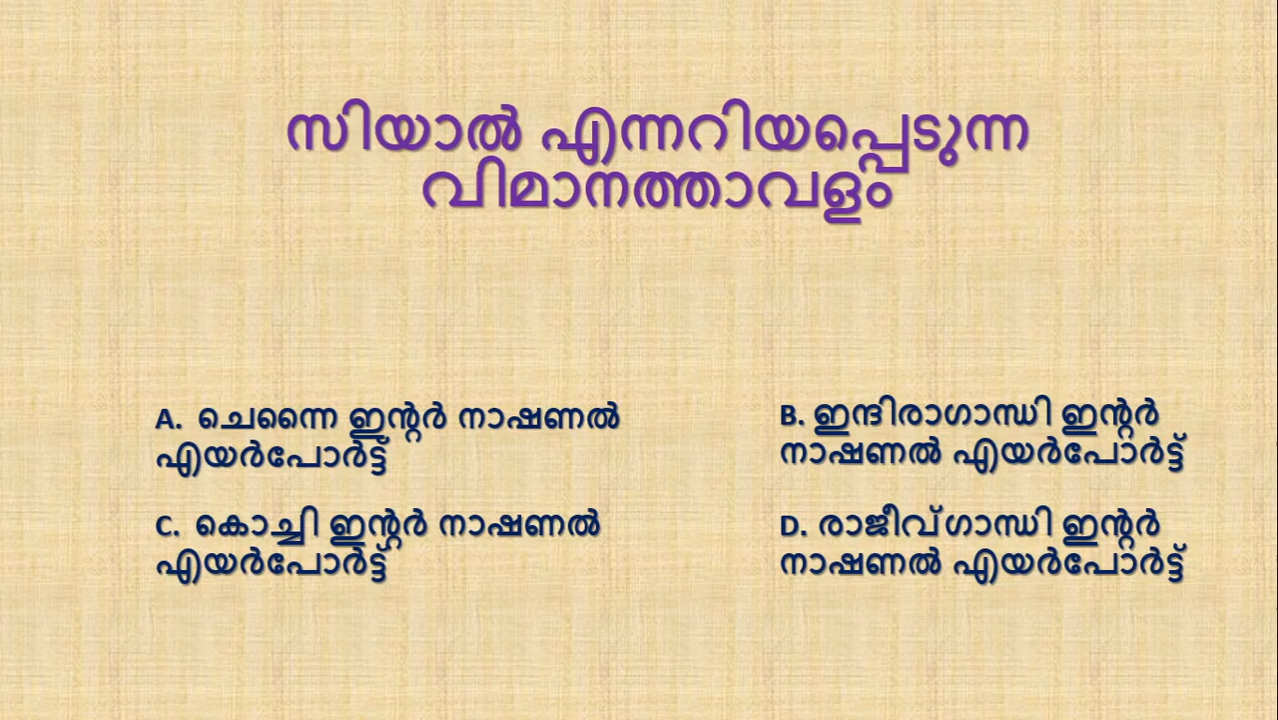 സിയാൽ എന്നറിയപ്പെടുന്ന
വിമാനത്താവളം
A. ചെന്നൈ ഇന്റർ നാഷണൽ
എയർപോർട്ട്
B. ഇന്ദിരാഗാന്ധി ഇന്റർ
നാഷണൽ എയർപോർട്ട്
C. കൊച്ചി ഇന്റർ നാഷണൽ
എയർപോർട്ട്
D. രാജീവ്ഗാന്ധി ഇന്റർ
നാഷണൽ എയർപോർട്ട്